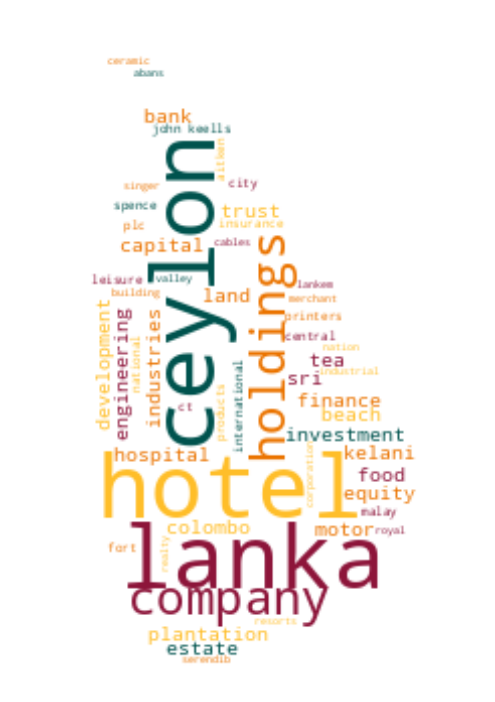 ceramic
abans
bank
john keells
ceylon
aitken
singer
city
spence
trust
plc
insurance
capital
cables
holdings
leisure
valley
lankem
building
land
merchant
development
engineering
national
industries
printers
central
nation
tea
industrial
sri
international
products
ct
finance
beach
investment
hospital
kelani
corporation
hotel
food
equity
malay
colombo
motor
royal
lanka
fort
realty
company
resorts
plantation
estate
serendib